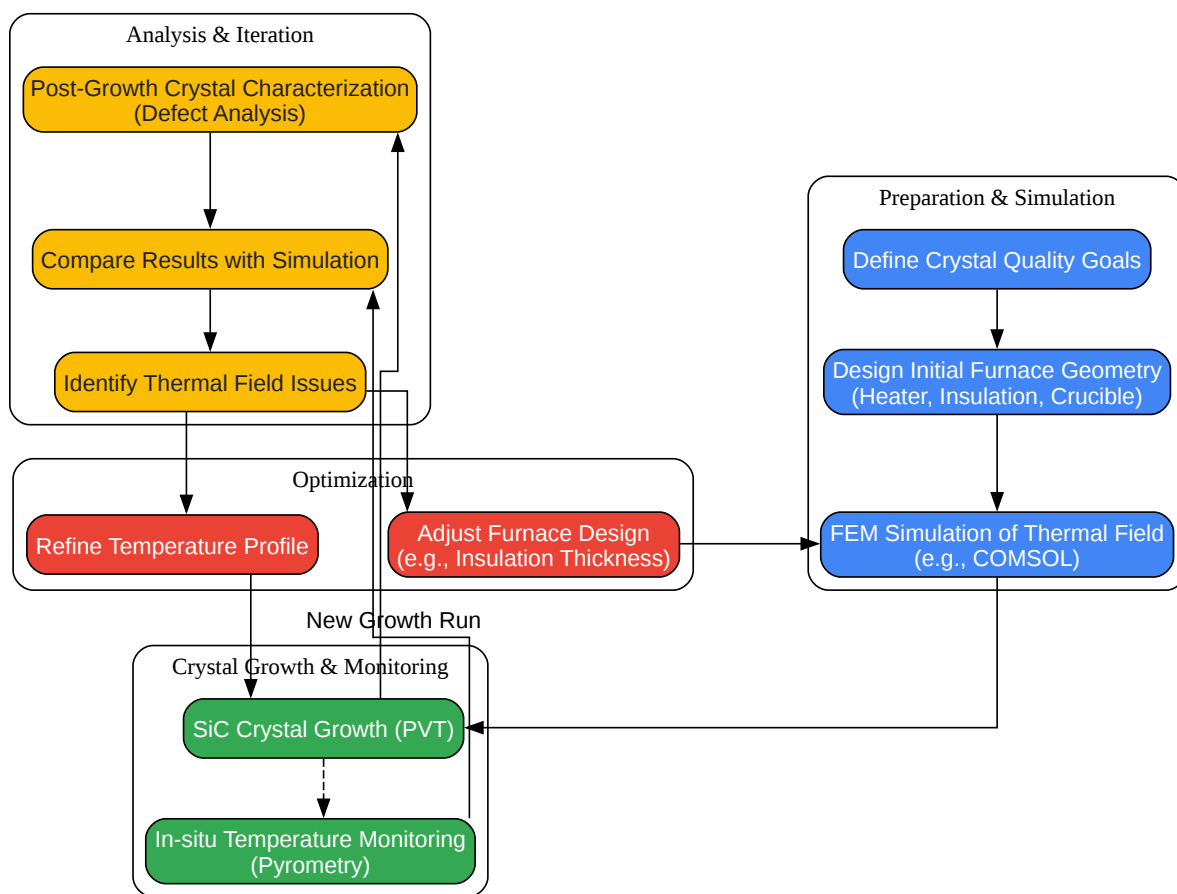 Analysis & Iteration
Post-Growth Crystal Characterization
(Defect Analysis)
Compare Results with Simulation
Identify Thermal Field Issues
Preparation & Simulation
Define Crystal Quality Goals
Design Initial Furnace Geometry
(Heater, Insulation, Crucible)
FEM Simulation of Thermal Field
(e.g., COMSOL)
Optimization
Refine Temperature Profile
Adjust Furnace Design
(e.g., Insulation Thickness)
New Growth Run
Crystal Growth & Monitoring
SiC Crystal Growth (PVT)
In-situ Temperature Monitoring
(Pyrometry)